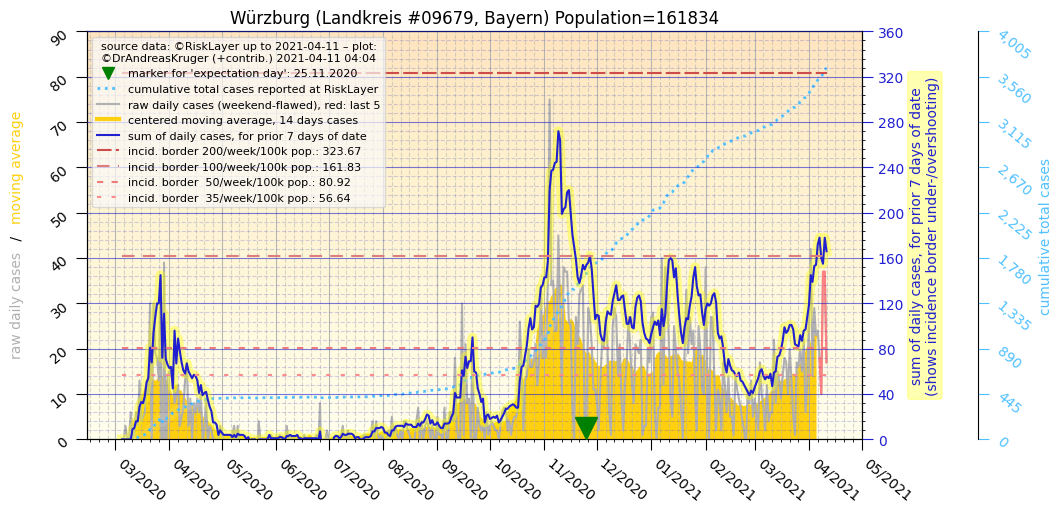 Würzburg (Landkreis #09679, Bayern) Population=161834
source data: ©RiskLayer up to 2021-04-11 – plot:
©DrAndreasKruger (+contrib.) 2021-04-11 04:04
marker for 'expectation day': 25.11.2020
cumulative total cases reported at RiskLayer
raw daily cases (weekend-flawed), red: last 5
centered moving average, 14 days cases
sum of daily cases, for prior 7 days of date
incid. border 200/week/100k pop.: 323.67
incid. border 100/week/100k pop.: 161.83
incid. border  50/week/100k pop.: 80.92
incid. border  35/week/100k pop.: 56.64
raw daily cases / moving average
90
80
70
60
50
40
30
20
10
0
03/2020
04/2020
05/2020
06/2020
07/2020
08/2020
09/2020
10/2020
11/2020
12/2020
01/2021
02/2021
03/2021
04/2021
05/2021
360
320
280
240
200
160
120
80
40
0
sum of daily cases, for prior 7 days of date
(shows incidence border under-/overshooting)
4,005
3,560
3,115
2,670
2,225
1,780
1,335
890
445
0
cumulative total cases